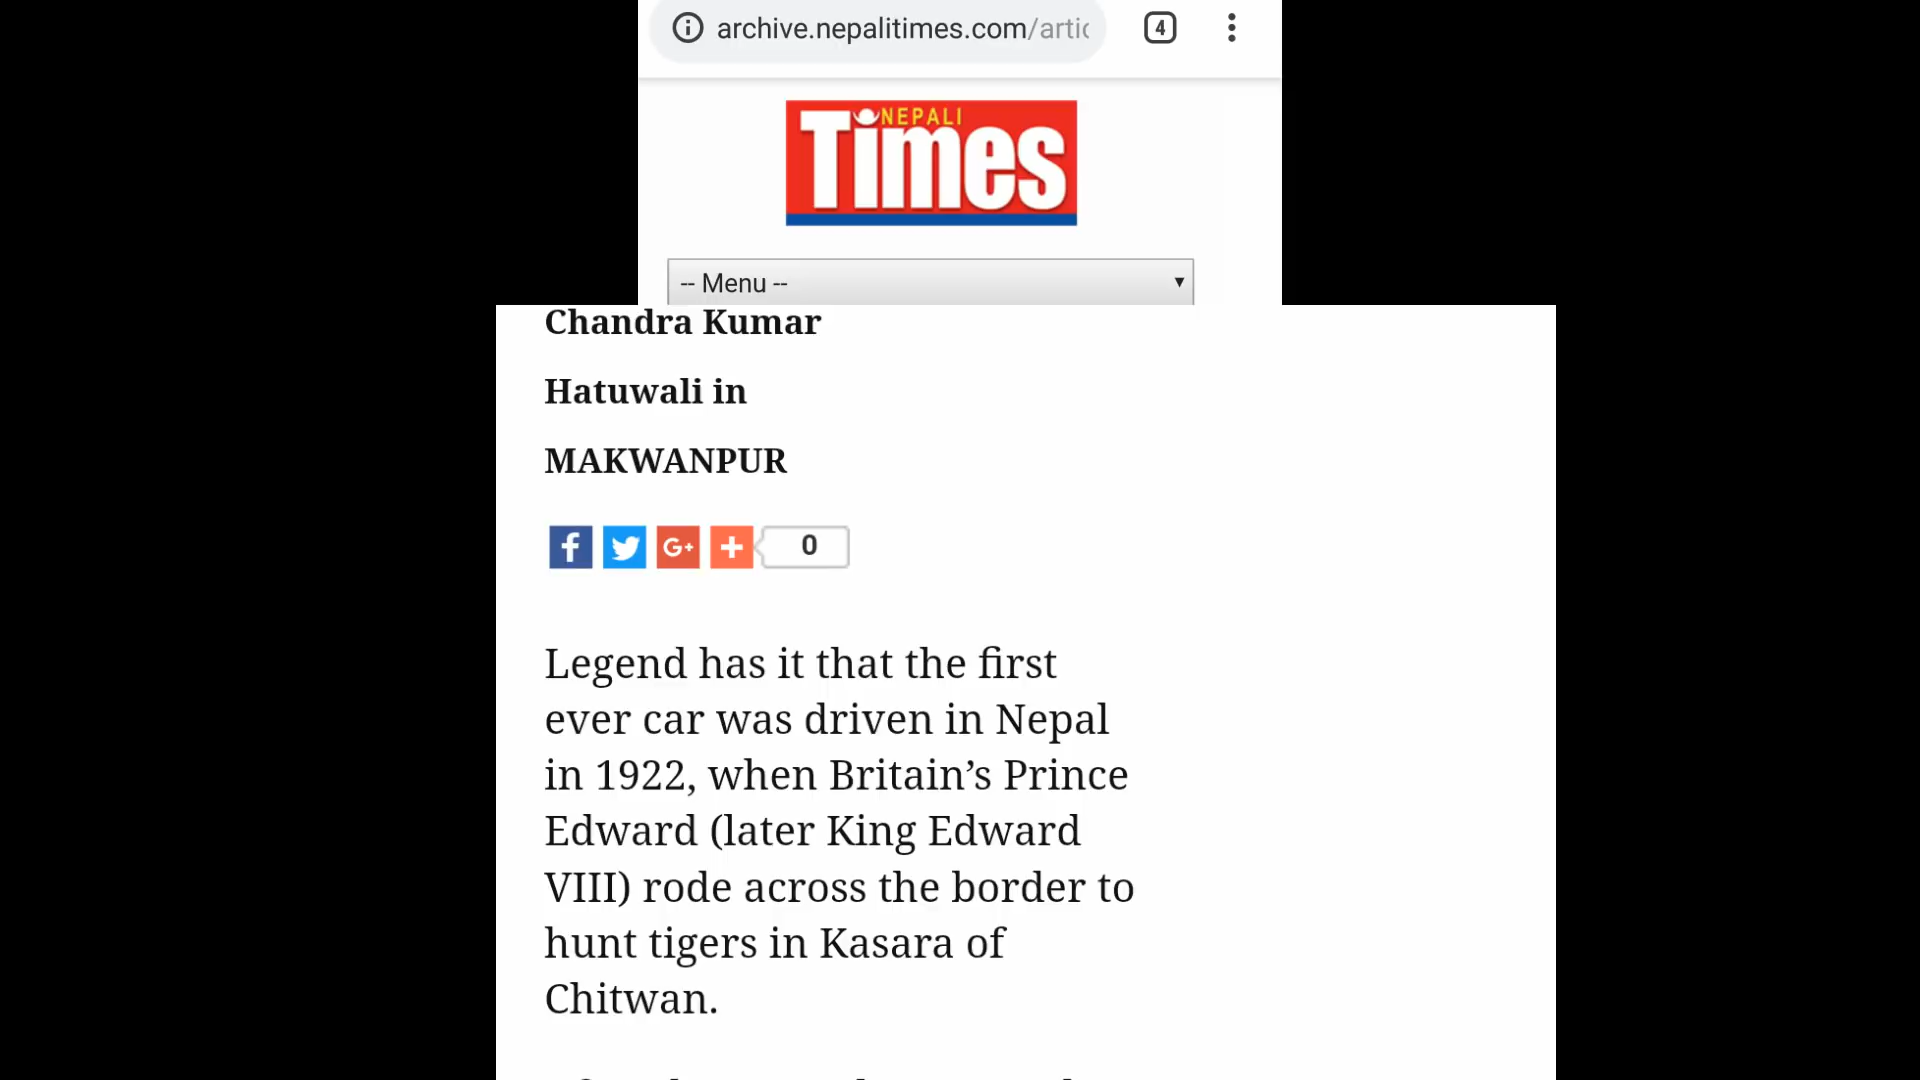 archive.nepalitimes.com/artic
4
NEPALI
Times
-- Menu --
Chandra Kumar
Hatuwali in
MAKWANPUR
0
Legend has it that the first
ever car was driven in Nepal
in 1922, when Britain’s Prince
Edward (later King Edward
VIII) rode across the border to
hunt tigers in Kasara of
Chitwan.